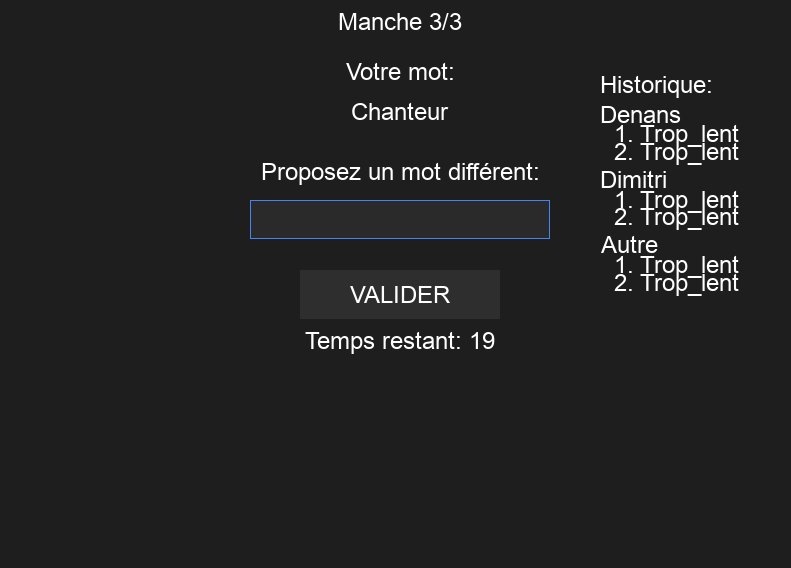 Manche 3/3
Votre mot:
Chanteur
Proposez un mot différent:
VALIDER
Temps restant: 19
Historique:
Denans
1. Trop_lent
2. Trop_lent
Dimitri
1. Trop_lent
2. Trop_lent
Autre
1. Trop_lent
2. Trop_lent